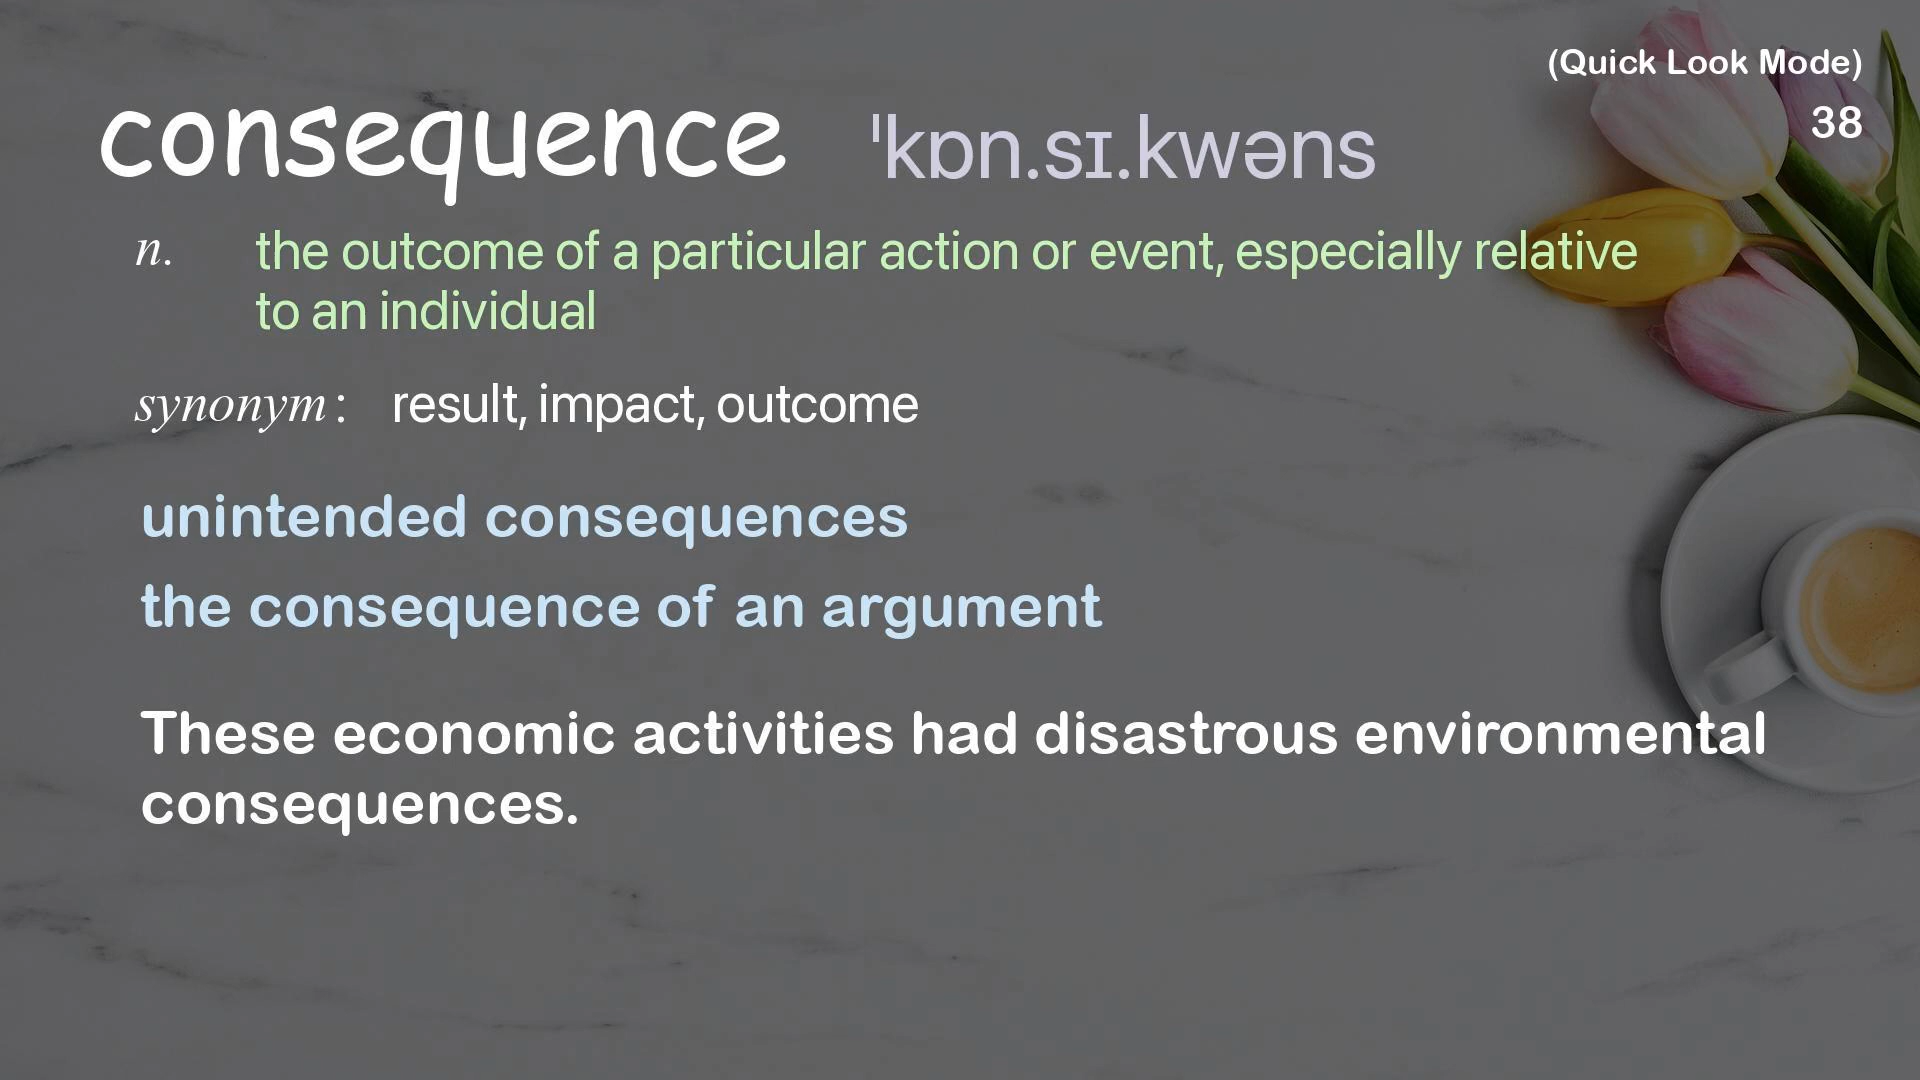 (Quick Look Mode)
38
consequence ˈkɒn.sɪ.kwəns
n. the outcome of a particular action or event, especially relative
to an individual
synonym: result, impact, outcome
unintended consequences
the consequence of an argument
These economic activities had disastrous environmental
consequences.